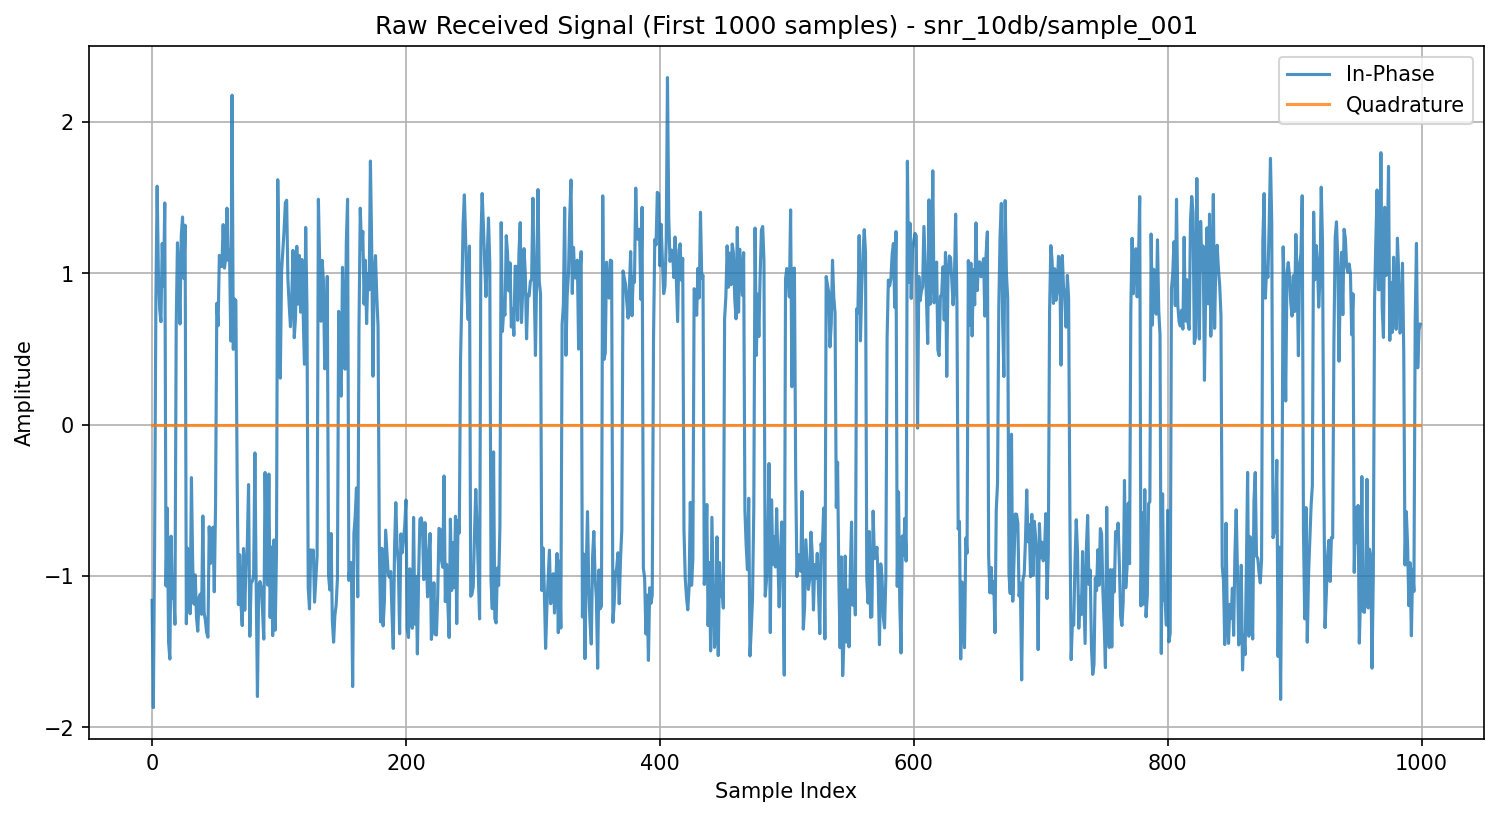 Raw Received Signal (First 1000 samples) - snr_10db/sample_001
In-Phase
Quadrature
Amplitude
2
1
0
−1
−2
0
200
400
600
800
1000
Sample Index